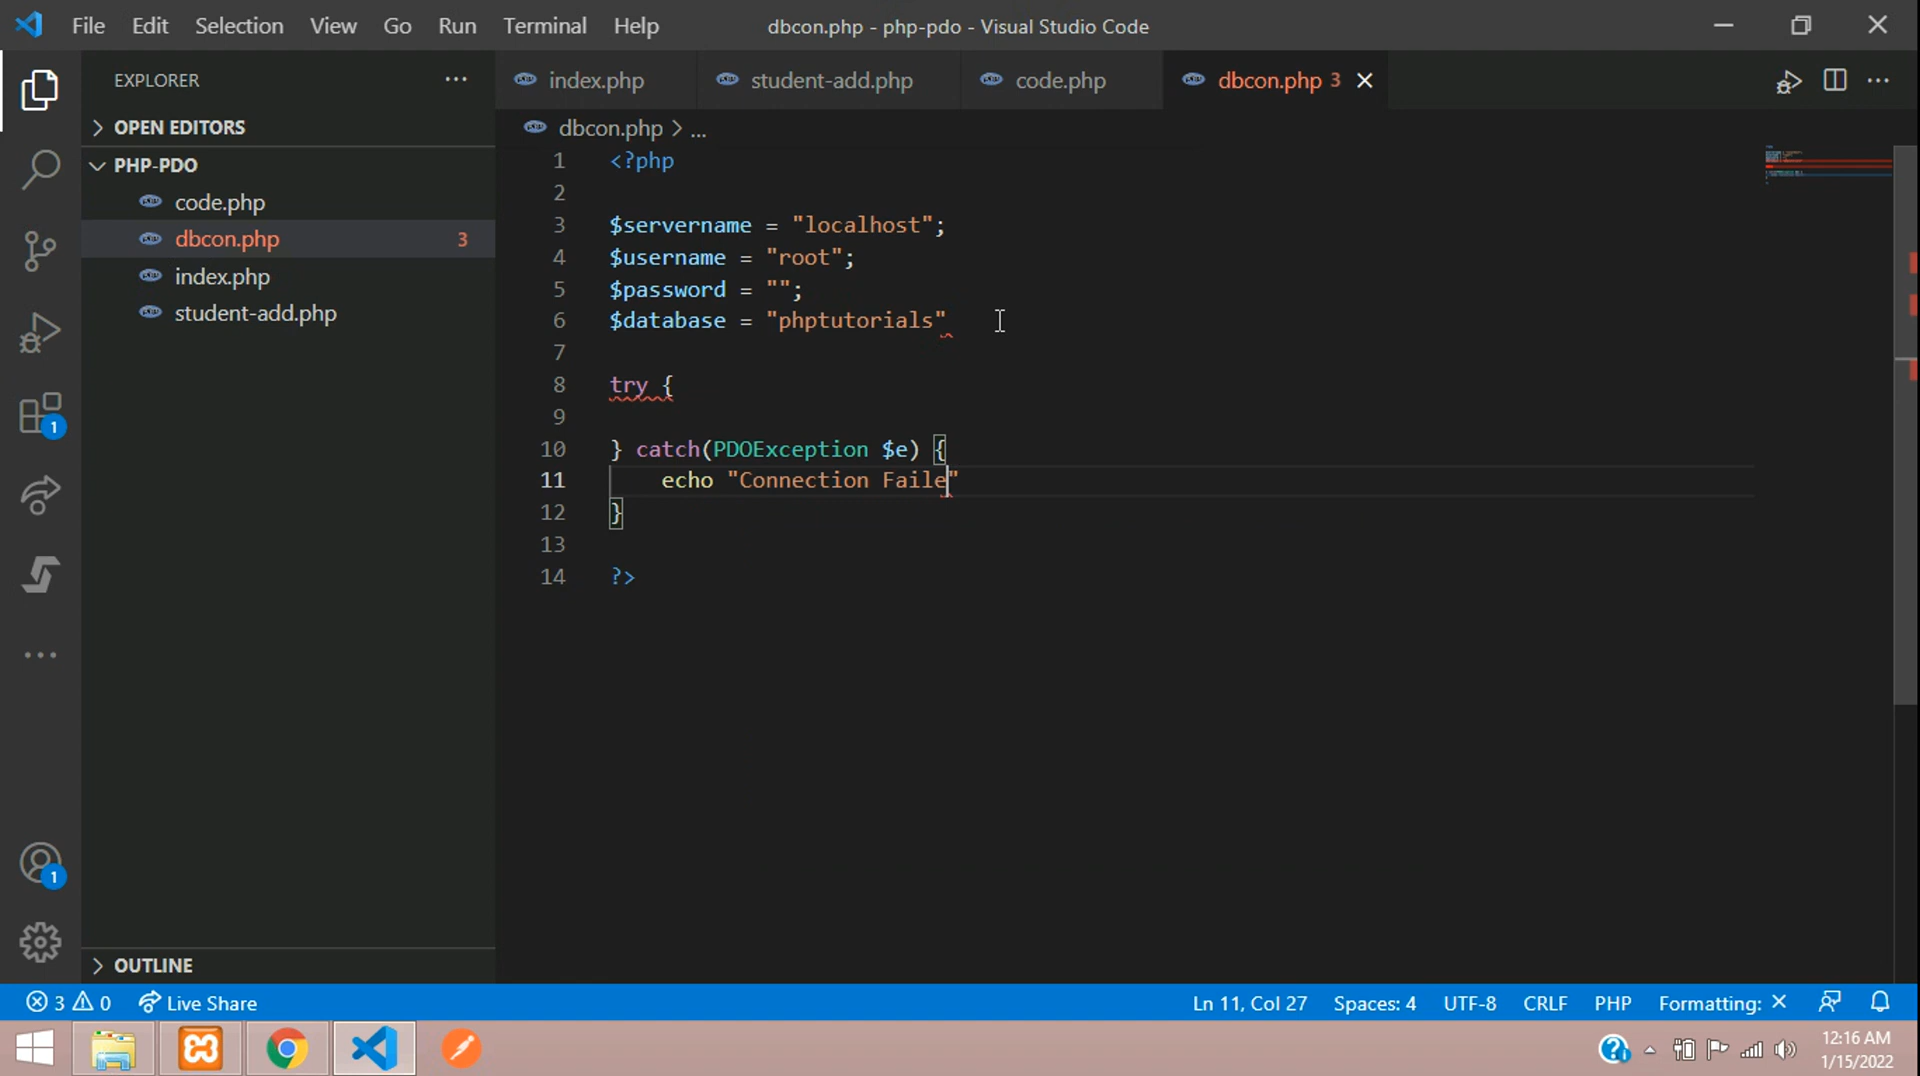 File Edit Selection View Go Run Terminal Help dbcon.php - php-pdo - Visual Studio Code
EXPLORER
index.php student-add.php code.php dbcon.php 3
OPEN EDITORS
dbcon.php > ...
PHP-PDO
code.php
dbcon.php 3
index.php
student-add.php
1 <?php
2
3 $servername = "localhost";
4 $username = "root";
5 $password = "";
6 $database = "phptutorials"
7
8 try {
9
10 } catch(PDOException $e) {
11 echo "Connection Faile"
12 }
13
14 ?>
1
1
OUTLINE
3 0 Live Share Ln 11, Col 27 Spaces: 4 UTF-8 CRLF PHP Formatting: ×
12:16 AM
1/15/2022